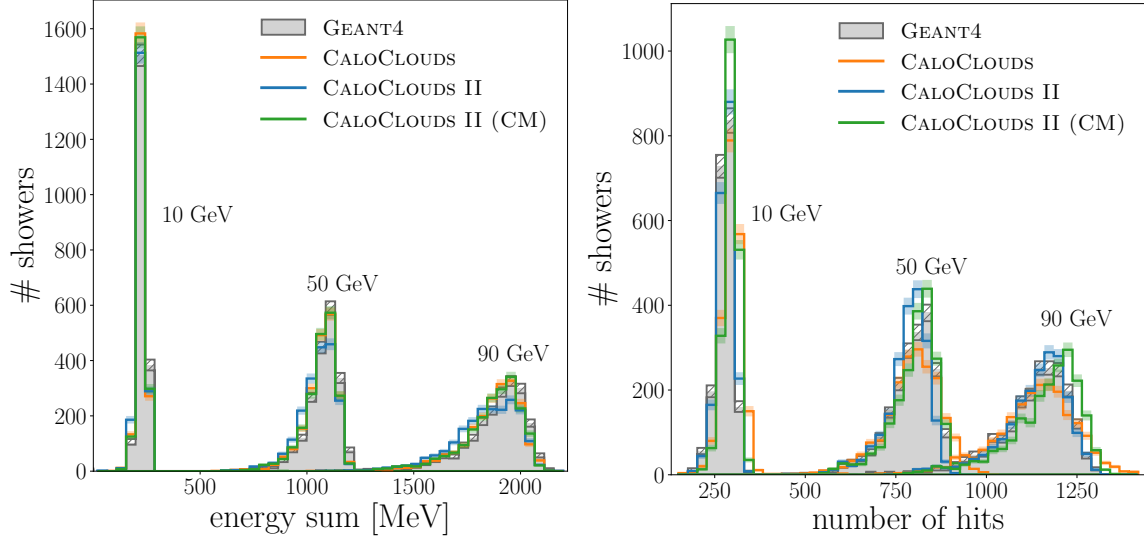 GEANT4
CALOCLOUDS
CALOCLOUDS II
CALOCLOUDS II (CM)
10 GeV
50 GeV
90 GeV
# showers
0
200
400
600
800
1000
1200
1400
1600
500
1000
1500
2000
energy sum [MeV]
GEANT4
CALOCLOUDS
CALOCLOUDS II
CALOCLOUDS II (CM)
10 GeV
50 GeV
90 GeV
# showers
0
200
400
600
800
1000
250
500
750
1000
1250
number of hits